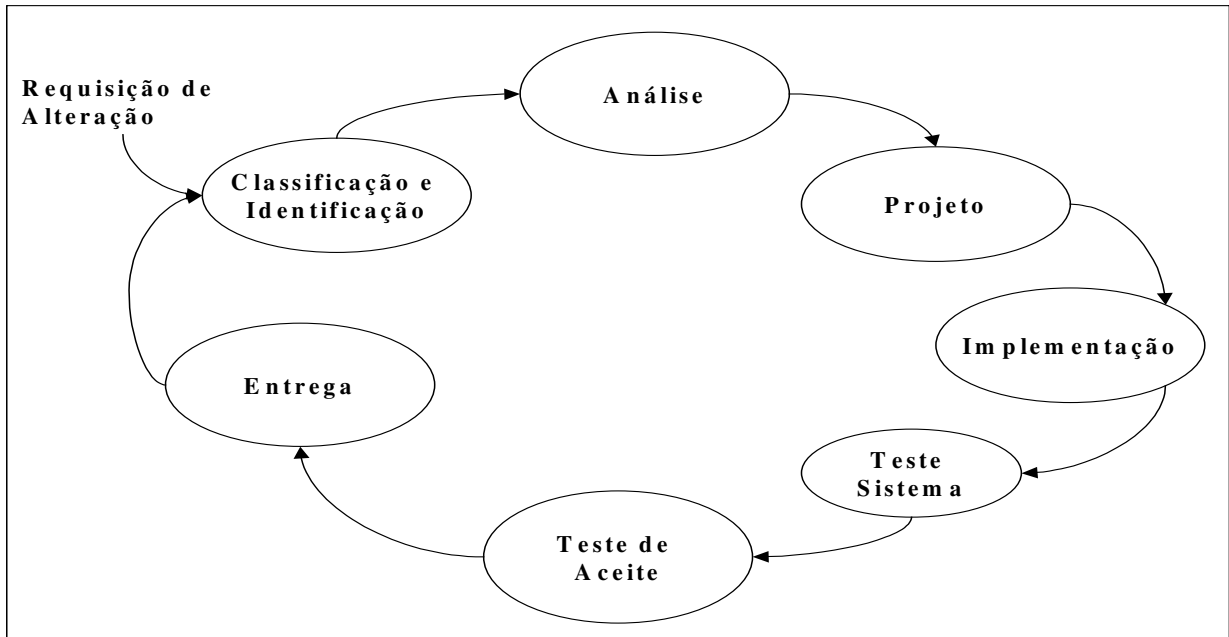 Requisição de
Alteração
Classificação e
Identificação
Análise
Projeto
Implementação
Teste
Sistema
Teste de
Aceite
Entrega